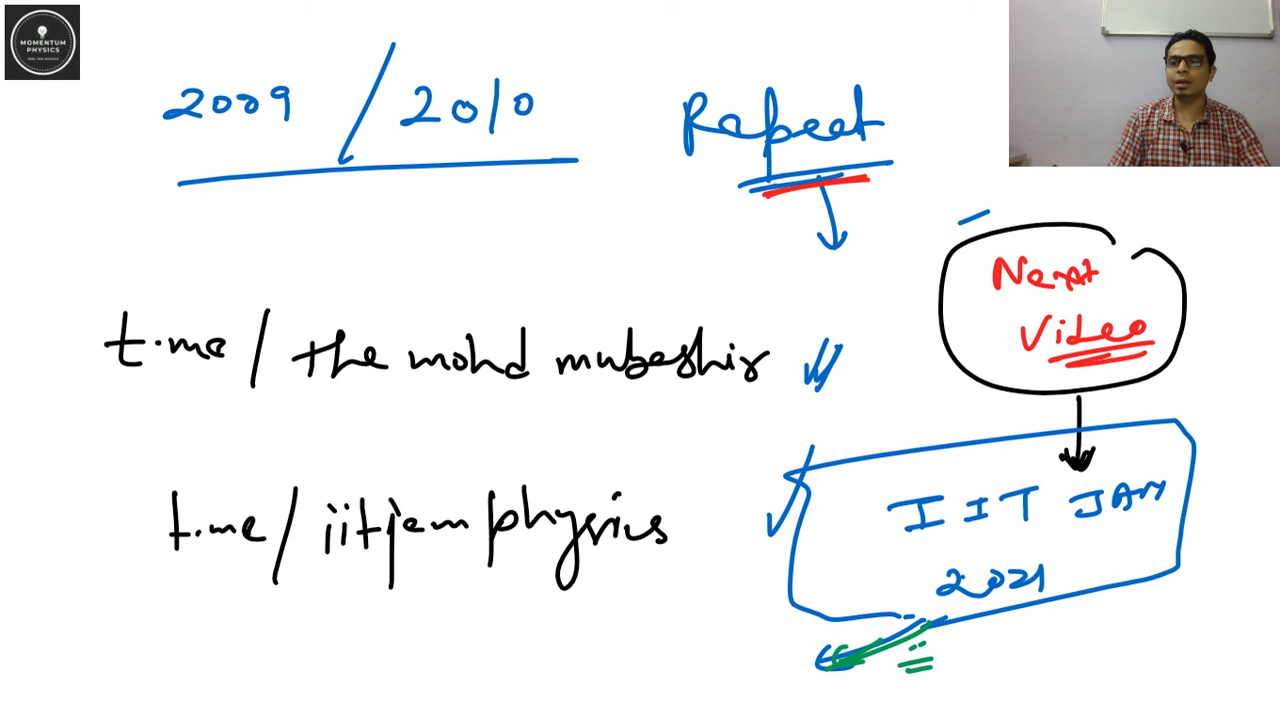 MOMENTUM
PHYSICS
2009 / 2010
Repeat
Next
Video
t.me/the mohd mubashir
IIT JAM
2021
t.me/iitjam physics